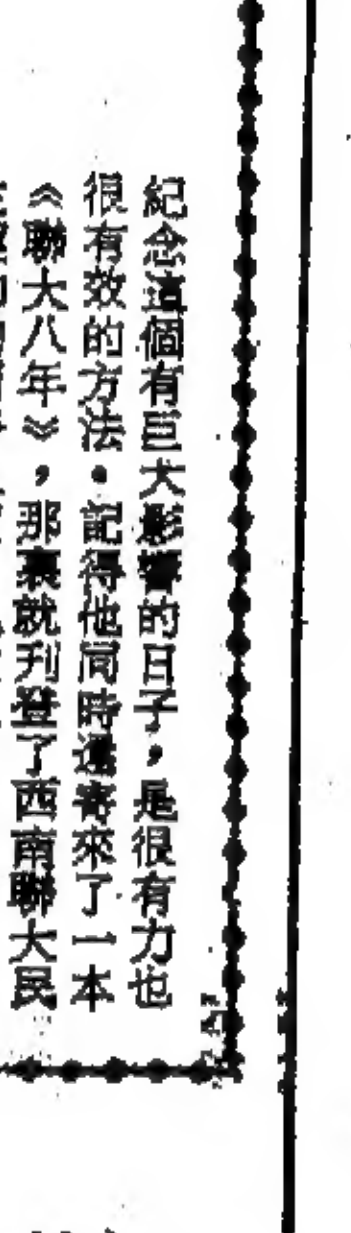 紀念這個有巨大影響的日子，是很有力也
很有效的方法。記得他同時還寄來了一本
《聯大八年》，那裏就刊登了西南聯大民